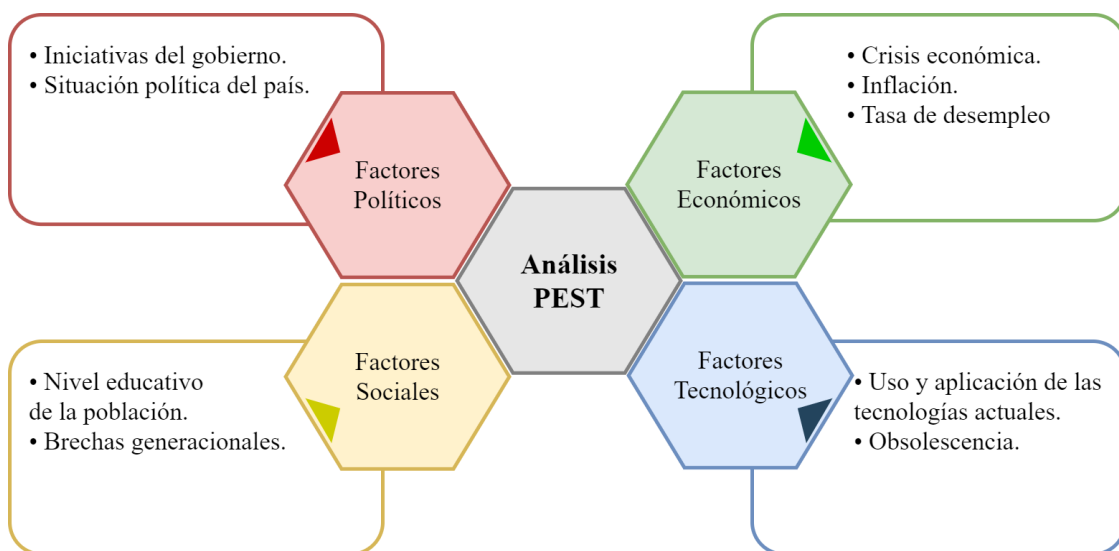 • Iniciativas del gobierno.
• Situación política del país.
Factores
Políticos
• Crisis económica.
• Inflación.
• Tasa de desempleo
Factores
Económicos
Análisis
PEST
• Nivel educativo
de la población.
• Brechas generacionales.
Factores
Sociales
Factores
Tecnológicos
• Uso y aplicación de las
tecnologías actuales.
• Obsolescencia.